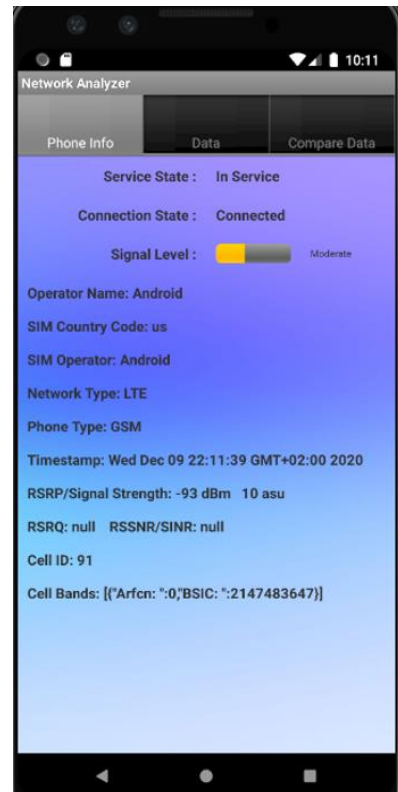 10:11
Network Analyzer
Phone Info Data Compare Data
Service State : In Service
Connection State : Connected
Signal Level : Moderate
Operator Name: Android
SIM Country Code: us
SIM Operator: Android
Network Type: LTE
Phone Type: GSM
Timestamp: Wed Dec 09 22:11:39 GMT+02:00 2020
RSRP/Signal Strength: -93 dBm 10 asu
RSRQ: null RSSNR/SINR: null
Cell ID: 91
Cell Bands: [{"Arfcn: ":0,"BSIC: ":2147483647}]